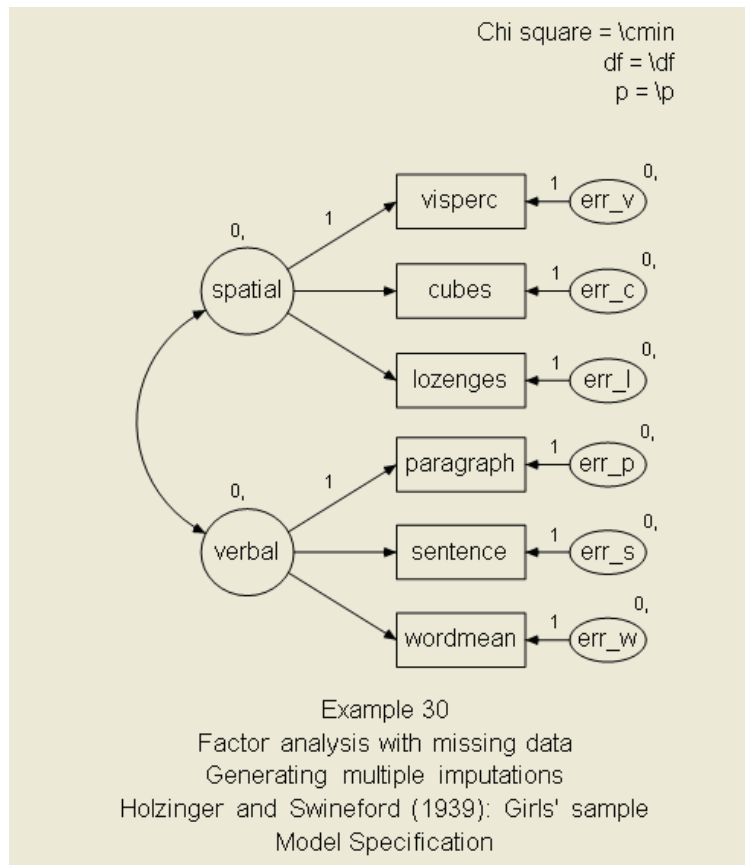 Chi square = \cmin
df = \df
p = \p
0,
1
visperc
1
err_v
0,
0,
spatial
cubes
1
err_c
0,
lozenges
1
err_l
0,
0,
1
paragraph
1
err_p
0,
verbal
sentence
1
err_s
0,
wordmean
1
err_w
0,
Example 30
Factor analysis with missing data
Generating multiple imputations
Holzinger and Swineford (1939): Girls' sample
Model Specification